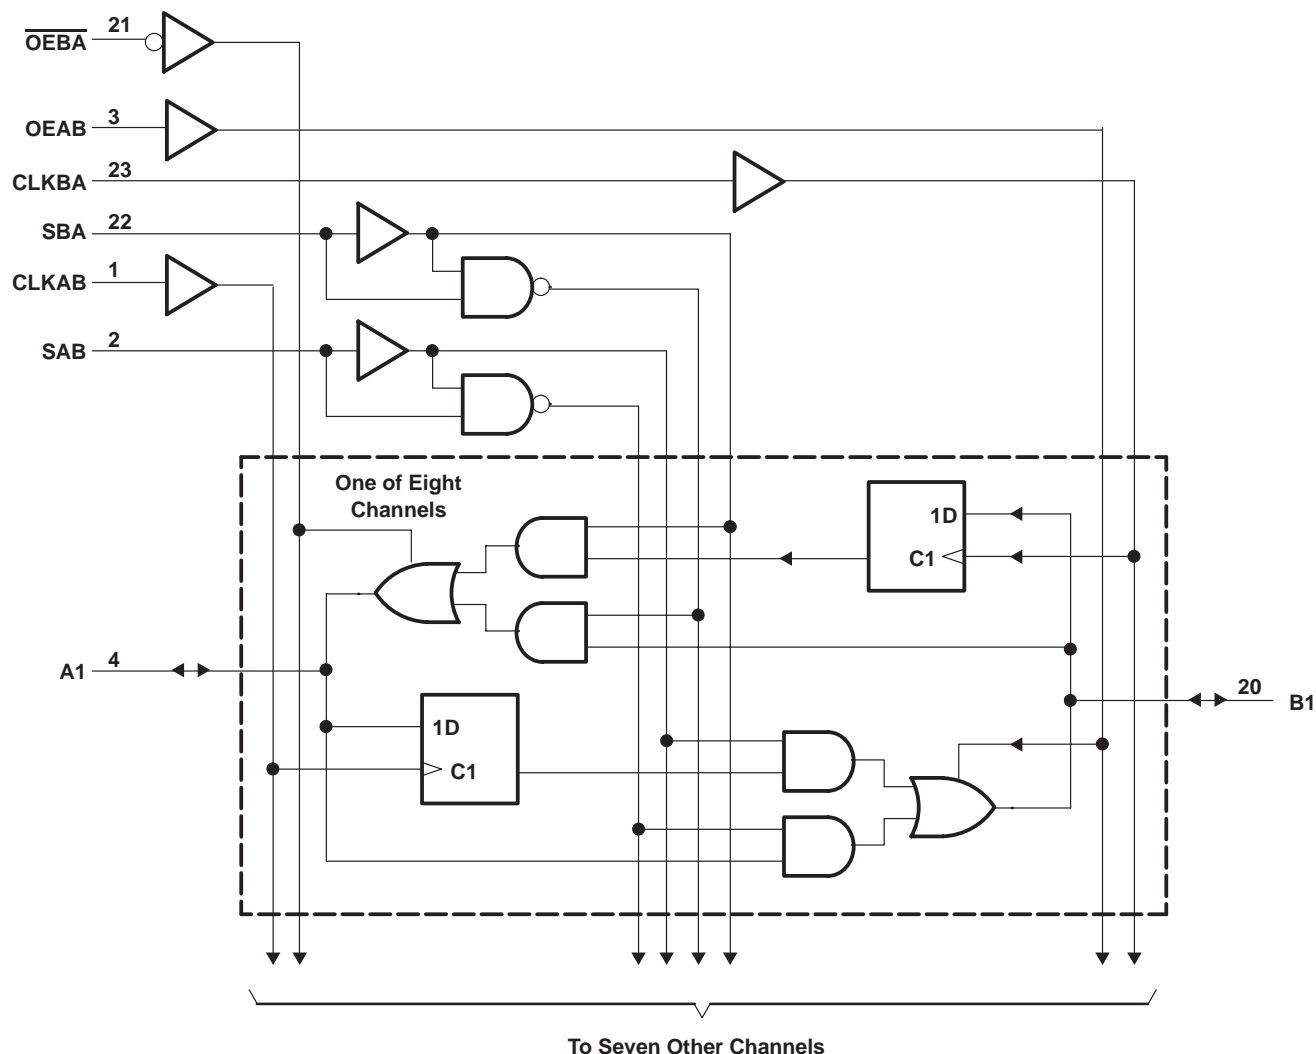 OEBA 21
OEAB 3
CLKBA 23
SBA 22
CLKAB 1
SAB 2
One of Eight
Channels
1D
C1
A1 4
1D
C1
20 B1
To Seven Other Channels